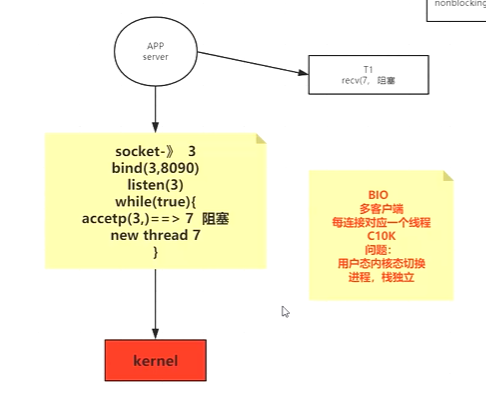 nonblocking
APP
server
T1
recv(7, 阻塞
socket-》 3
bind(3,8090)
listen(3)
while(true){
accetp(3,)==> 7 阻塞
new thread 7
}
BIO
多客户端
每连接对应一个线程
C10K
问题：
用户态内核态切换
进程，栈独立
kernel